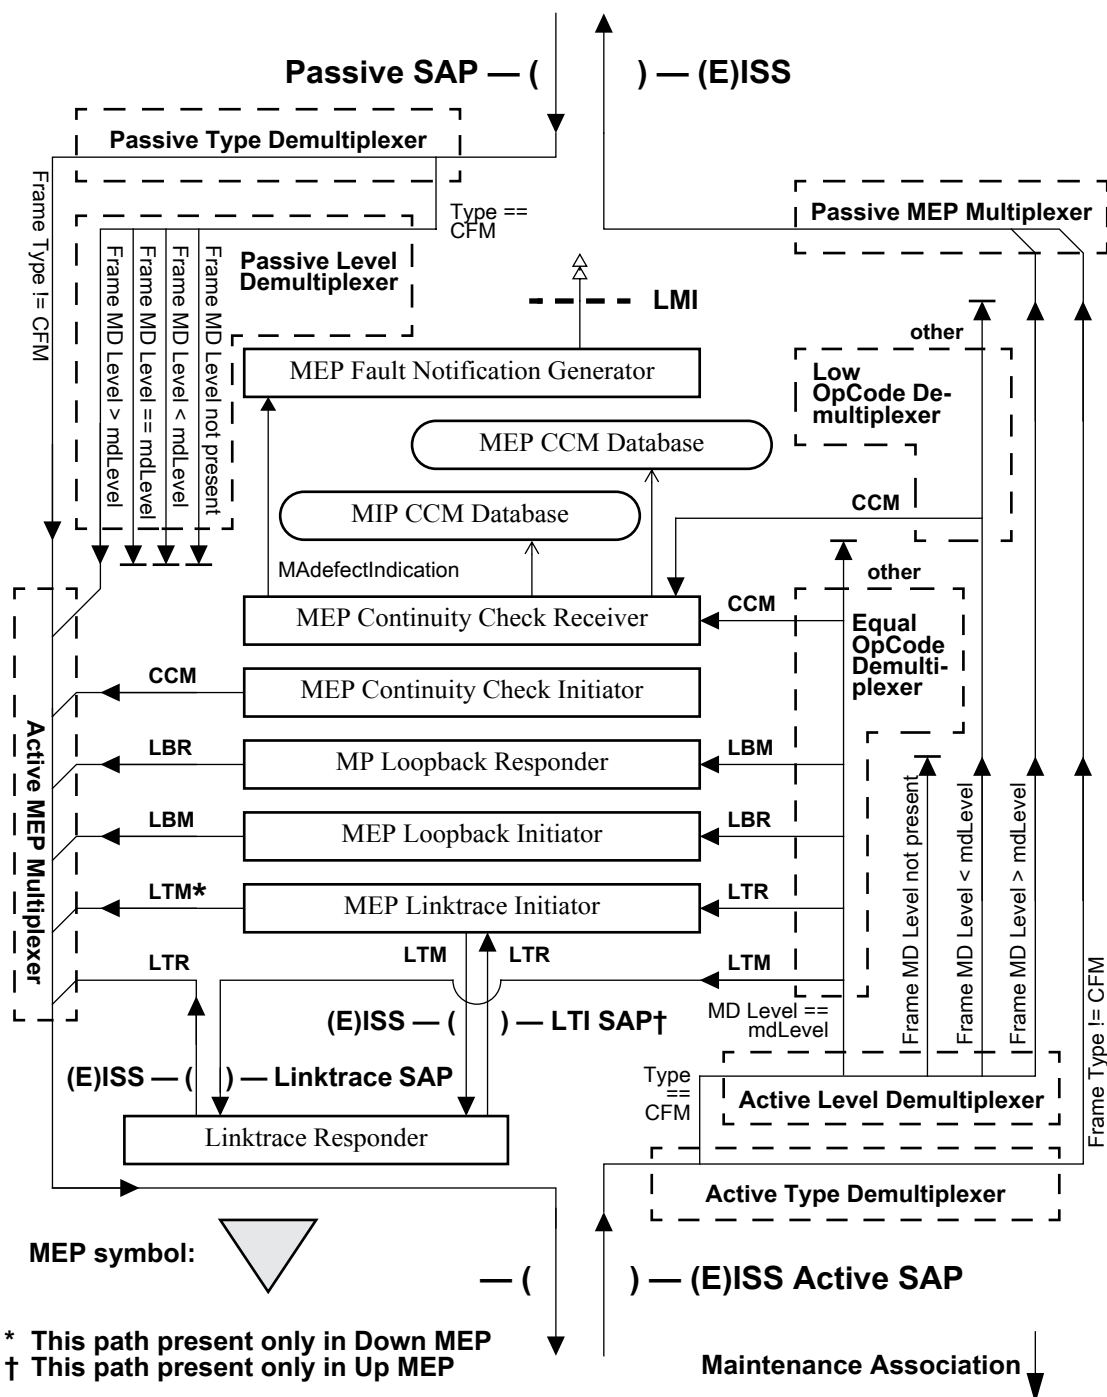 Passive SAP — ( ) — (E)ISS
Passive Type Demultiplexer
Frame Type != CFM
Type ==
CFM
Passive MEP Multiplexer
Passive Level
Demultiplexer
Frame MD Level > mdLevel
Frame MD Level == mdLevel
Frame MD Level < mdLevel
Frame MD Level not present
LMI
other
MEP Fault Notification Generator
Low
OpCode De-
multiplexer
MEP CCM Database
MIP CCM Database
CCM
MAdefectIndication
other
MEP Continuity Check Receiver
CCM
Equal
OpCode
Demulti-
plexer
CCM
MEP Continuity Check Initiator
Active MEP Multiplexer
LBR
MP Loopback Responder
LBM
LBM
MEP Loopback Initiator
LBR
LTM*
MEP Linktrace Initiator
LTR
LTR
LTM
LTR
LTM
Frame MD Level not present
Frame MD Level < mdLevel
Frame MD Level > mdLevel
Frame Type != CFM
(E)ISS — ( ) — LTI SAP†
MD Level ==
mdLevel
(E)ISS — ( ) — Linktrace SAP
Type
==
CFM
Active Level Demultiplexer
Linktrace Responder
Active Type Demultiplexer
MEP symbol:
— ( ) — (E)ISS Active SAP
* This path present only in Down MEP
† This path present only in Up MEP
Maintenance Association